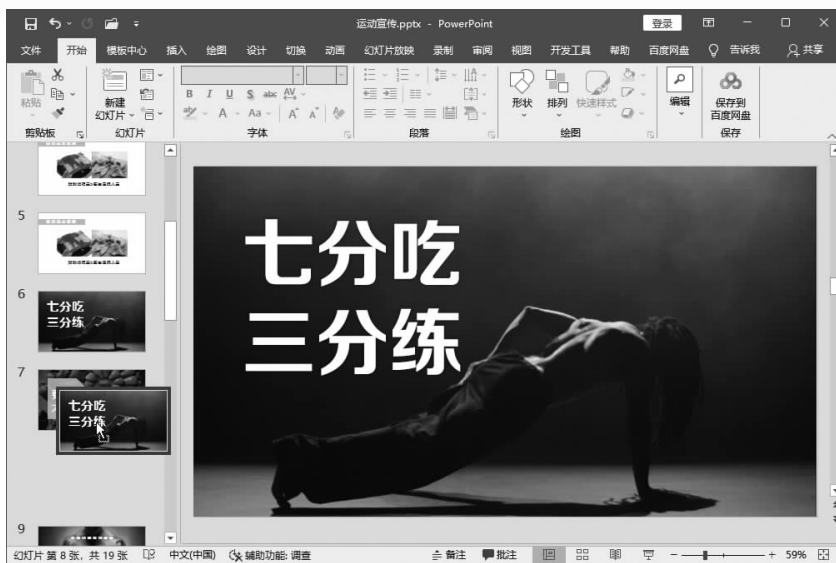 运动宣传.pptx - PowerPoint
登录
文件 开始 模板中心 插入 绘图 设计 切换 动画 幻灯片放映 录制 审阅 视图 开发工具 帮助 百度网盘 告诉我 共享
粘贴
新建
幻灯片
B I U S abc AV
A Aa A A
形状 排列 快速样式
编辑
保存到
百度网盘
剪贴板 幻灯片 字体 段落 绘图 保存
5
6
七分吃
三分练
7
七分吃
三分练
9
七分吃
三分练
幻灯片 第 8 张，共 19 张 中文(中国) 辅助功能: 调查 备注 批注 59%